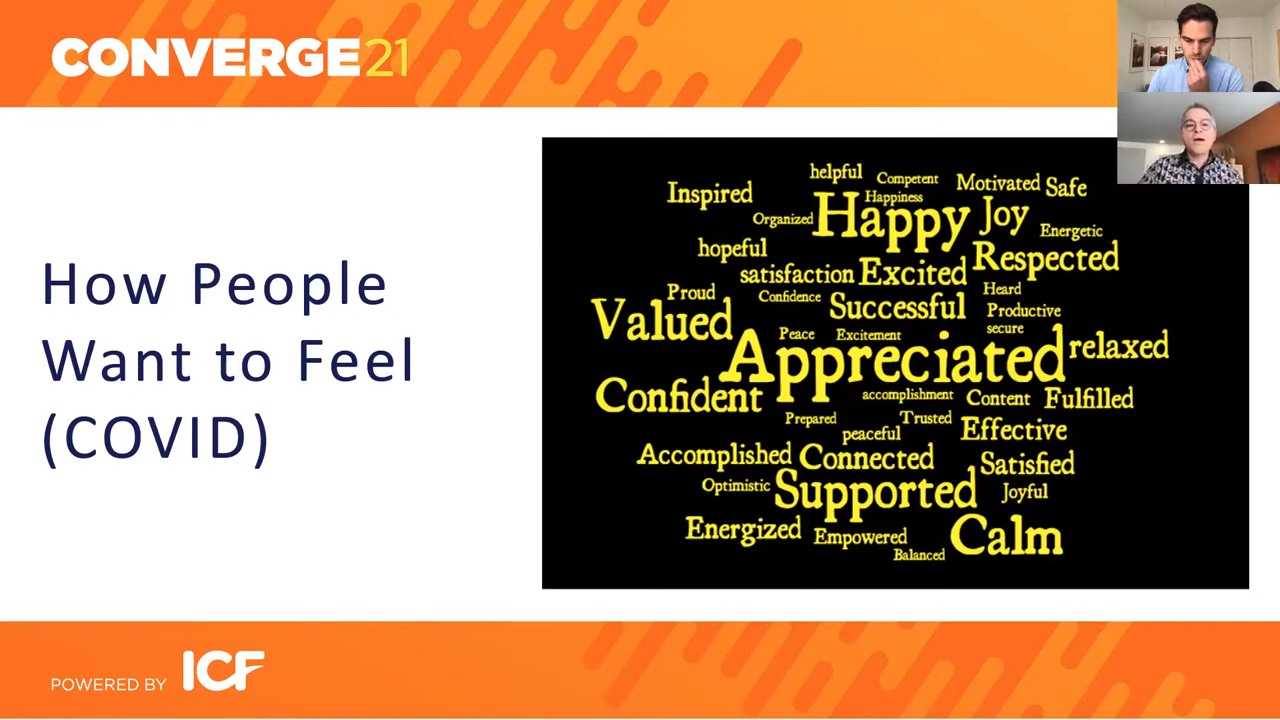 CONVERGE21
How People
Want to Feel
(COVID)
helpful Competent Motivated Safe
Inspired Happiness
Organized Happy Joy Energetic
hopeful Respected
satisfaction Excited
Proud Confidence Successful Heard
Valued Productive
Peace Excitement secure
Appreciated relaxed
Confident accomplishment Content Fulfilled
Prepared Trusted
peaceful Effective
Accomplished Connected Satisfied
Optimistic Supported Joyful
Energized Empowered Calm
Balanced
POWERED BY ICF